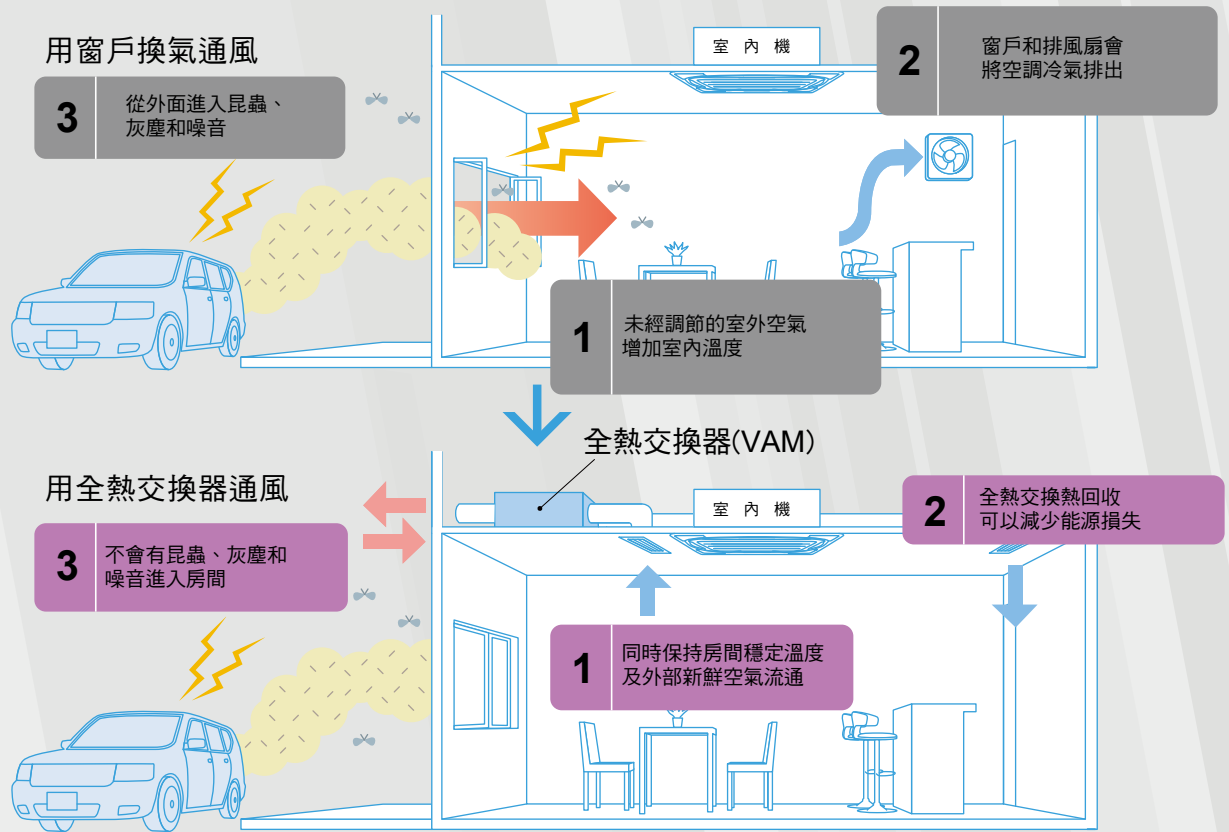 用窗戶換氣通風
3
從外面進入昆蟲、
灰塵和噪音
室內機
2
窗戶和排風扇會
將空調冷氣排出
1
未經調節的室外空氣
增加室內溫度
全熱交換器(VAM)
用全熱交換器通風
3
不會有昆蟲、灰塵和
噪音進入房間
室內機
2
全熱交換熱回收
可以減少能源損失
1
同時保持房間穩定溫度
及外部新鮮空氣流通